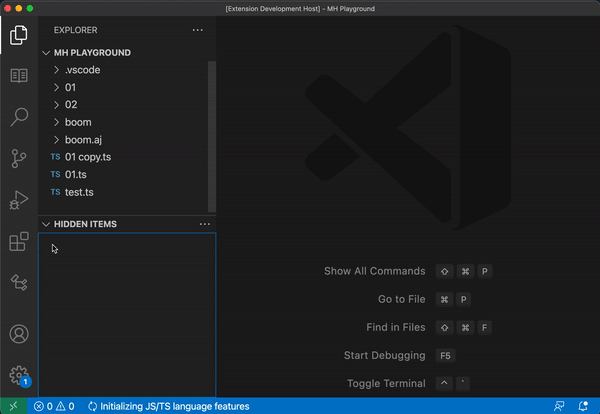 [Extension Development Host] - MH Playground
EXPLORER
MH PLAYGROUND
.vscode
01
02
boom
boom.aj
TS 01 copy.ts
TS 01.ts
TS test.ts
HIDDEN ITEMS
Show All Commands ⇧ ⌘ P
Go to File ⌘ P
Find in Files ⇧ ⌘ F
Start Debugging F5
Toggle Terminal ^ `
1
0 0 Initializing JS/TS language features